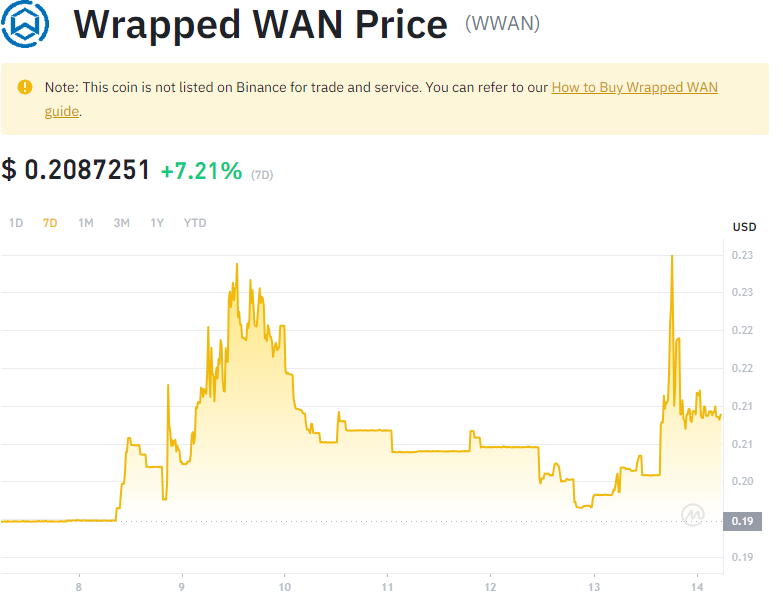 Wrapped WAN Price (WWAN)
Note: This coin is not listed on Binance for trade and service. You can refer to our How to Buy Wrapped WAN
guide.
$ 0.2087251 +7.21% (7D)
1D 7D 1M 3M 1Y YTD
USD
0.23
0.23
0.22
0.22
0.21
0.21
0.20
0.19
0.19
8 9 10 11 12 13 14